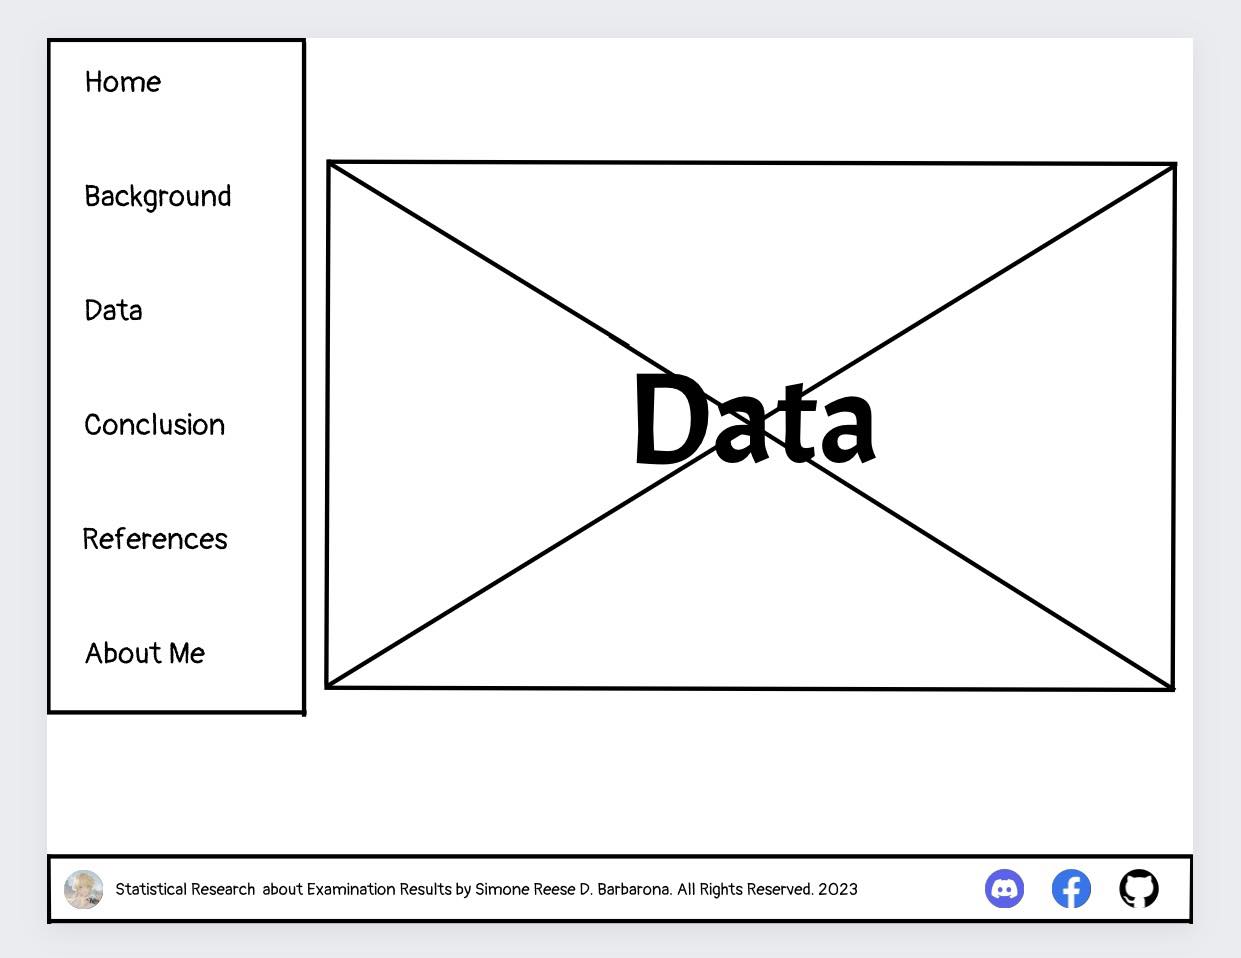 Home
Background
Data
Conclusion
References
About Me
Data
Statistical Research about Examination Results by Simone Reese D. Barbarona. All Rights Reserved. 2023